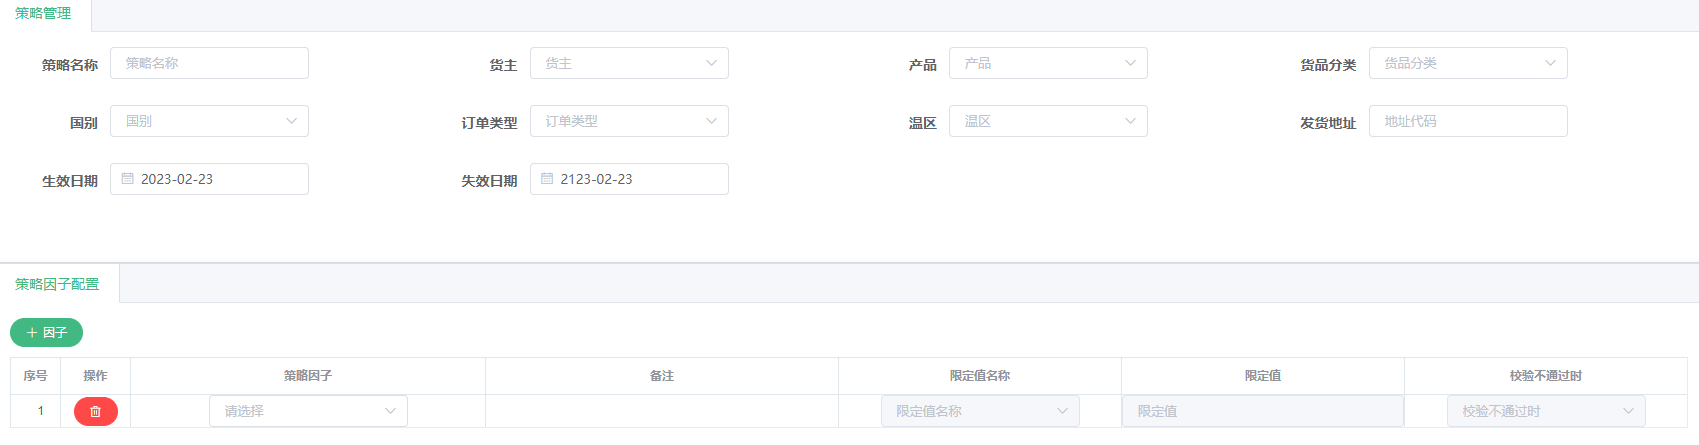 策略管理
策略名称 策略名称 货主 货主 产品 产品 货品分类 货品分类
国别 国别 订单类型 订单类型 温区 温区 发货地址 地址代码
生效日期 2023-02-23 失效日期 2123-02-23
策略因子配置
+ 因子
序号 操作 策略因子 备注 限定值名称 限定值 校验不通过时
1 请选择 限定值名称 限定值 校验不通过时